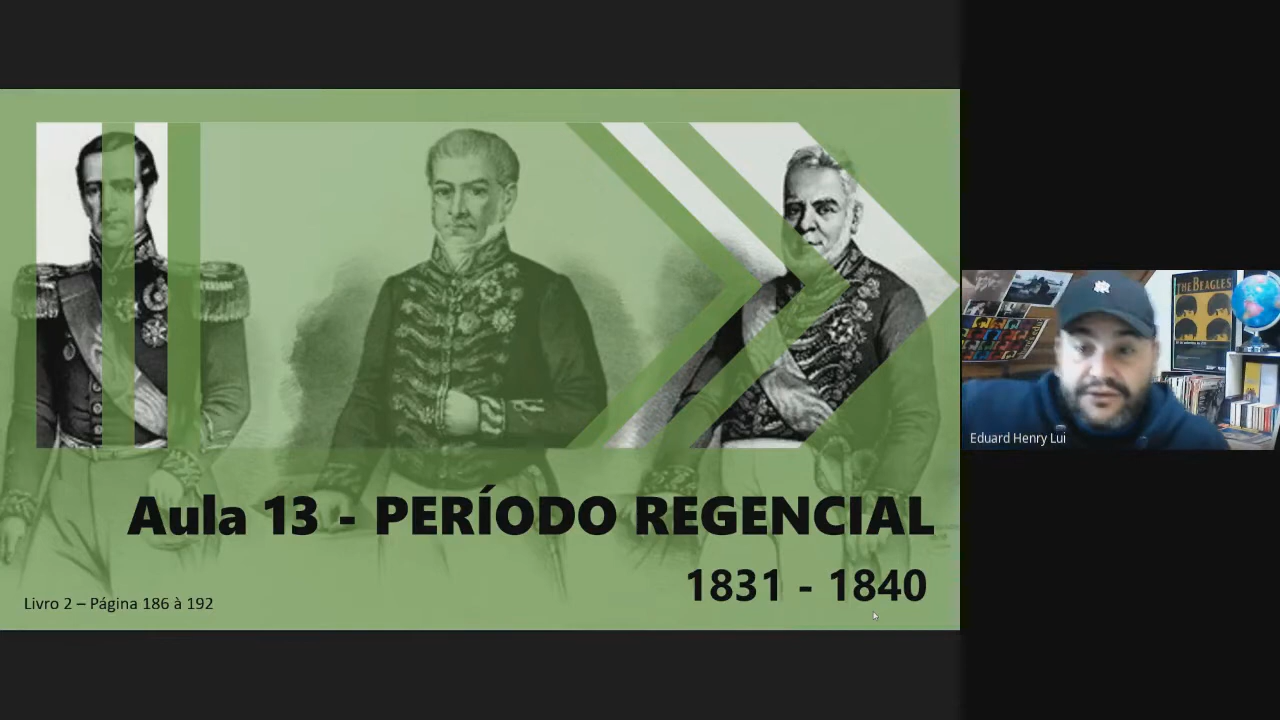 Aula 13 - PERÍODO REGENCIAL
1831 - 1840
Livro 2 – Página 186 à 192
THE BEAGLES
Eduard Henry Lui